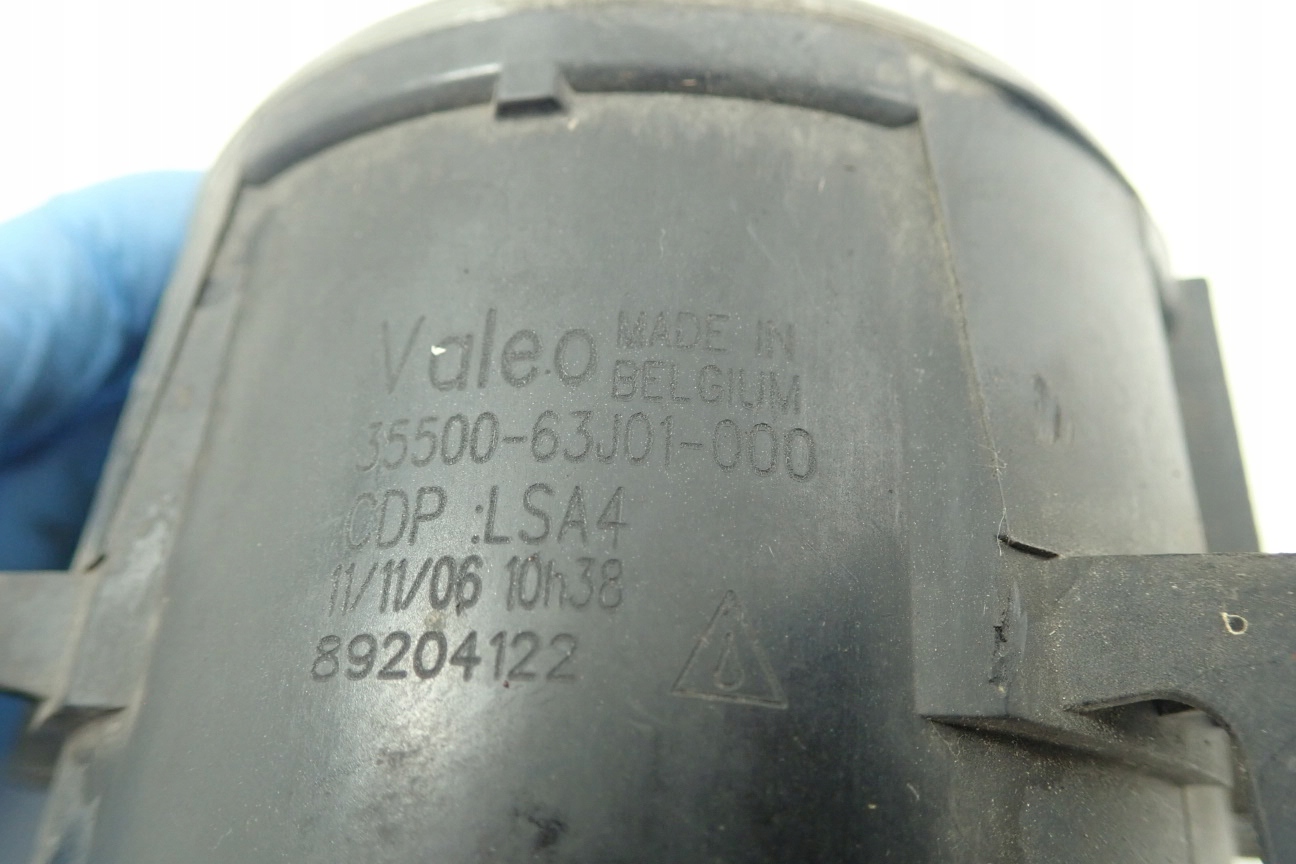 Valeo MADE IN
BELGIUM
35500-63J01-000
CDP :LSA4
11/11/06 10h38
89204122